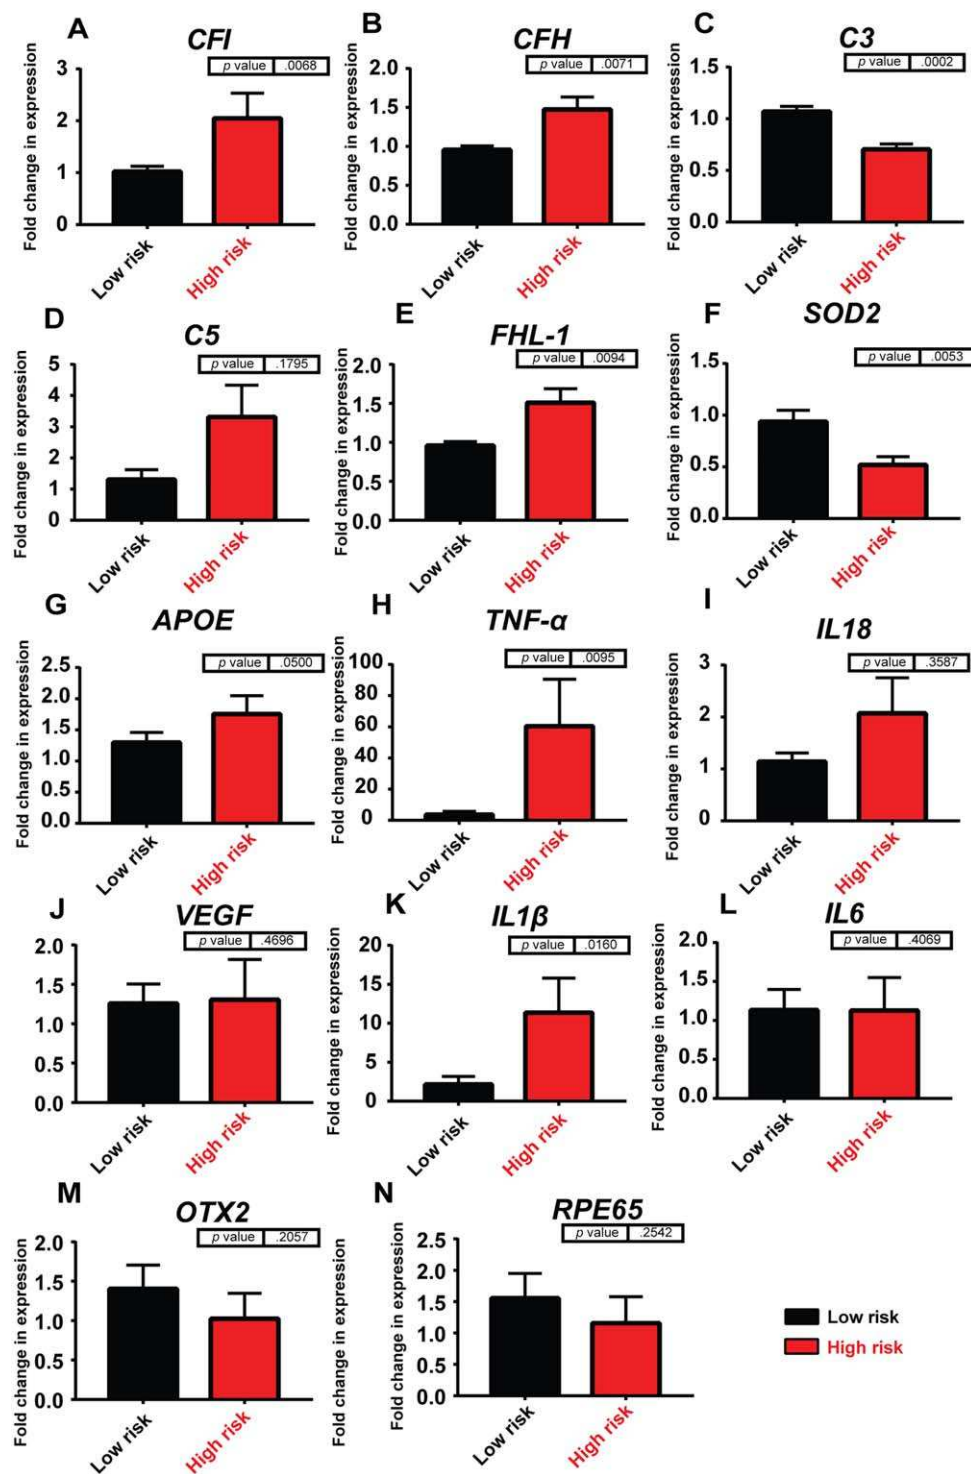 A
CFI
p value .0068
Fold change in expression
3
2
1
0
Low risk
High risk
B
CFH
p value .0071
Fold change in expression
2.0
1.5
1.0
0.5
0.0
Low risk
High risk
C
C3
p value .0002
Fold change in expression
1.5
1.0
0.5
0.0
Low risk
High risk
D
C5
p value .1795
Fold change in expression
5
4
3
2
1
0
Low risk
High risk
E
FHL-1
p value .0094
Fold change in expression
2.0
1.5
1.0
0.5
0.0
Low risk
High risk
F
SOD2
p value .0053
Fold change in expression
1.5
1.0
0.5
0.0
Low risk
High risk
G
APOE
p value .0500
Fold change in expression
2.5
2.0
1.5
1.0
0.5
0.0
Low risk
High risk
H
TNF-α
p value .0095
Fold change in expression
100
80
60
40
20
0
Low risk
High risk
I
IL18
p value .3587
Fold change in expression
3
2
1
0
Low risk
High risk
J
VEGF
p value .4696
Fold change in expression
2.0
1.5
1.0
0.5
0.0
Low risk
High risk
K
IL1β
p value .0160
Fold change in expression
20
15
10
5
0
Low risk
High risk
L
IL6
p value .4069
Fold change in expression
2.0
1.5
1.0
0.5
0.0
Low risk
High risk
M
OTX2
p value .2057
Fold change in expression
2.0
1.5
1.0
0.5
0.0
Low risk
High risk
N
RPE65
p value .2542
Fold change in expression
2.5
2.0
1.5
1.0
0.5
0.0
Low risk
High risk
Low risk
High risk